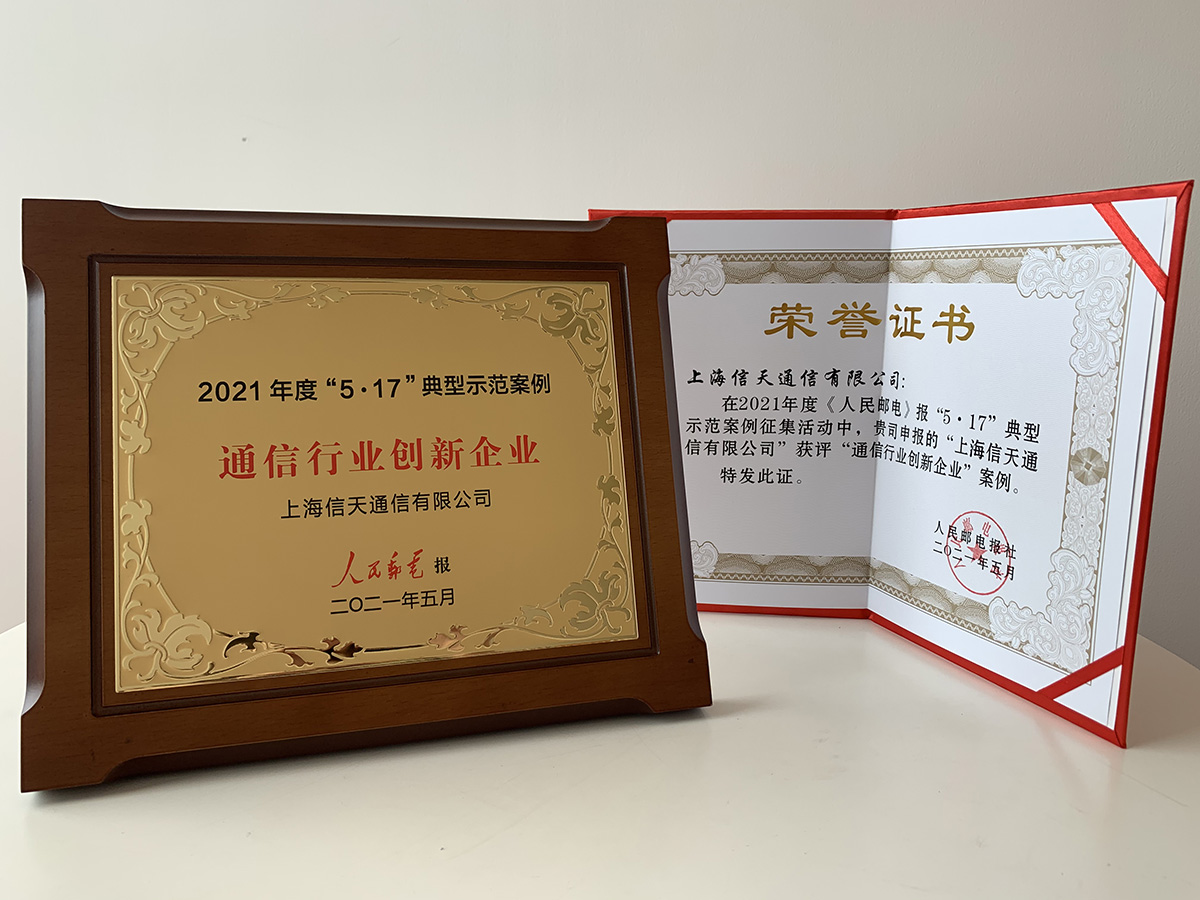 2021 年度“5·17”典型示范案例
通信行业创新企业
上海信天通信有限公司
人民邮电 报
二〇二一年五月
荣誉证书
上海信天通信有限公司:
在2021年度《人民邮电》报“5·17”典型
示范案例征集活动中，贵司申报的“上海信天通
信有限公司”获评“通信行业创新企业”案例。
特发此证。
人民邮电报社
二〇二一年五月